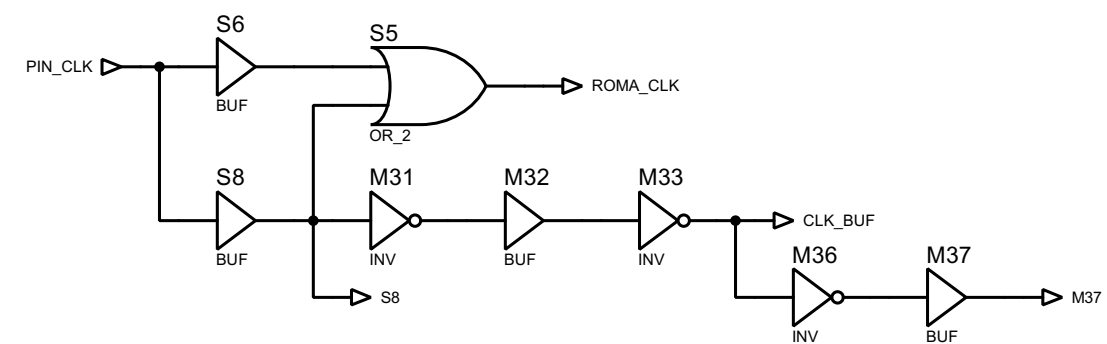 S6
S5
PIN_CLK
ROMA_CLK
BUF
OR_2
S8
M31
M32
M33
CLK_BUF
BUF
INV
BUF
INV
M36
M37
S8
M37
INV
BUF